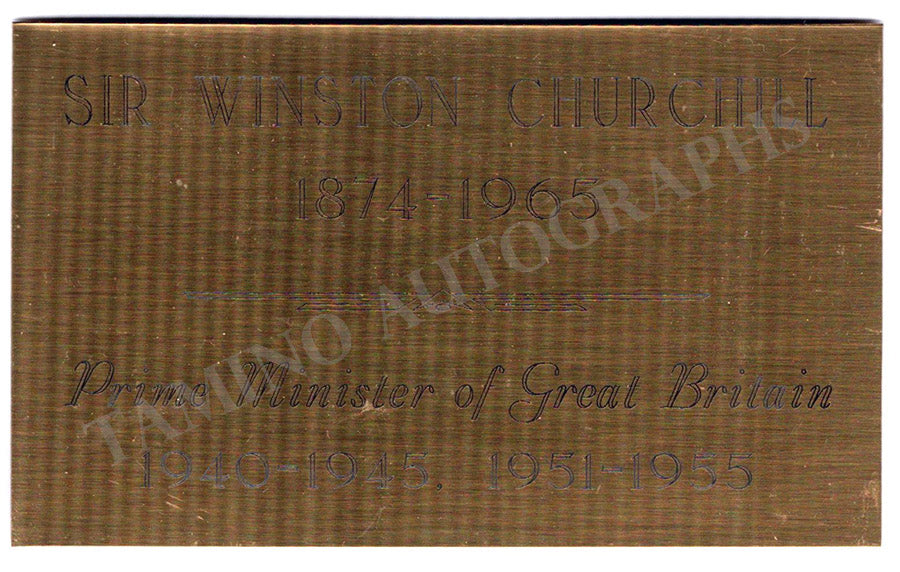 SIR WINSTON CHURCHILL
1874-1965
Prime Minister of Great Britain
1940-1945, 1951-1955
TAMINO AUTOGRAPHS